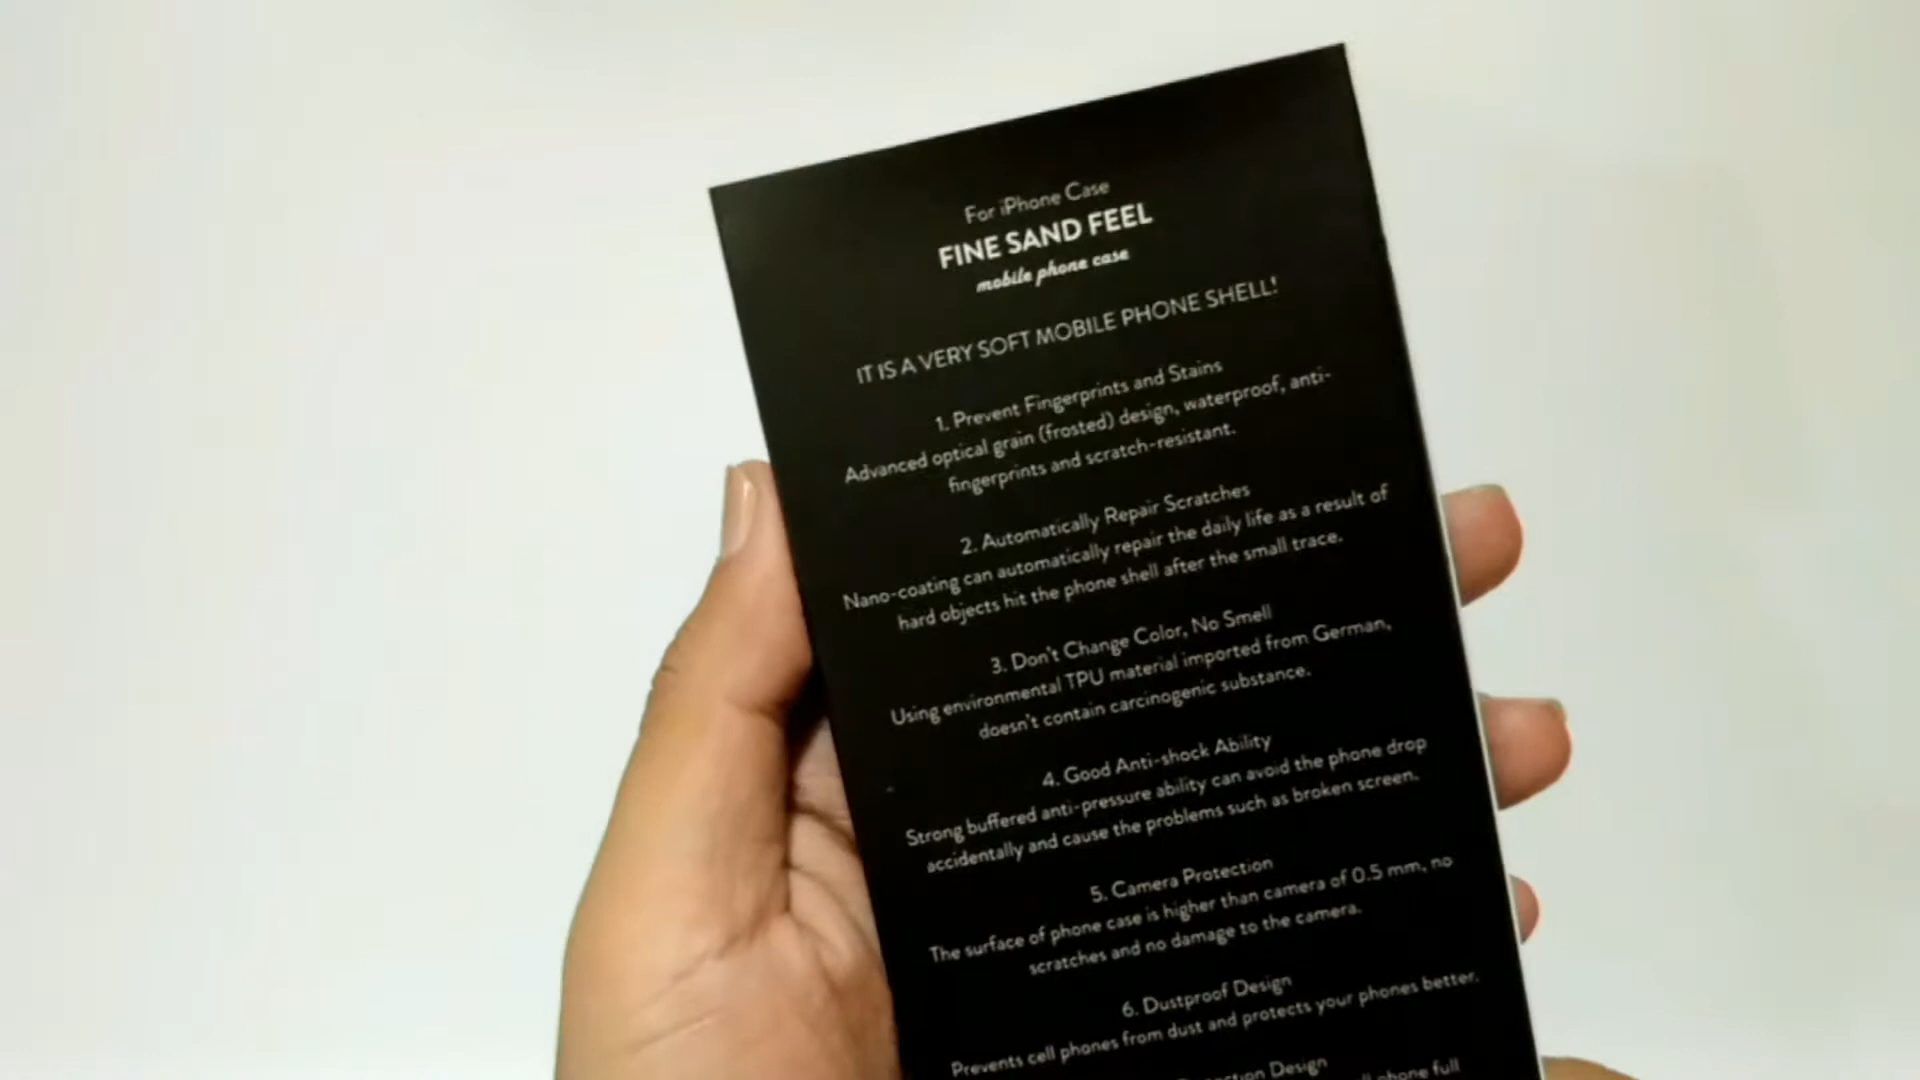 For iPhone Case
FINE SAND FEEL
mobile phone case
IT IS A VERY SOFT MOBILE PHONE SHELL!
1. Prevent Fingerprints and Stains
Advanced optical grain (frosted) design, waterproof, anti-
fingerprints and scratch-resistant.
2. Automatically Repair Scratches
Nano-coating can automatically repair the daily life as a result of
hard objects hit the phone shell after the small trace.
3. Don't Change Color, No Smell
Using environmental TPU material imported from German,
doesn't contain carcinogenic substance.
4. Good Anti-shock Ability
Strong buffered anti-pressure ability can avoid the phone drop
accidentally and cause the problems such as broken screen.
5. Camera Protection
The surface of phone case is higher than camera of 0.5 mm, no
scratches and no damage to the camera.
6. Dustproof Design
Prevents cell phones from dust and protects your phones better.
Design
phone full